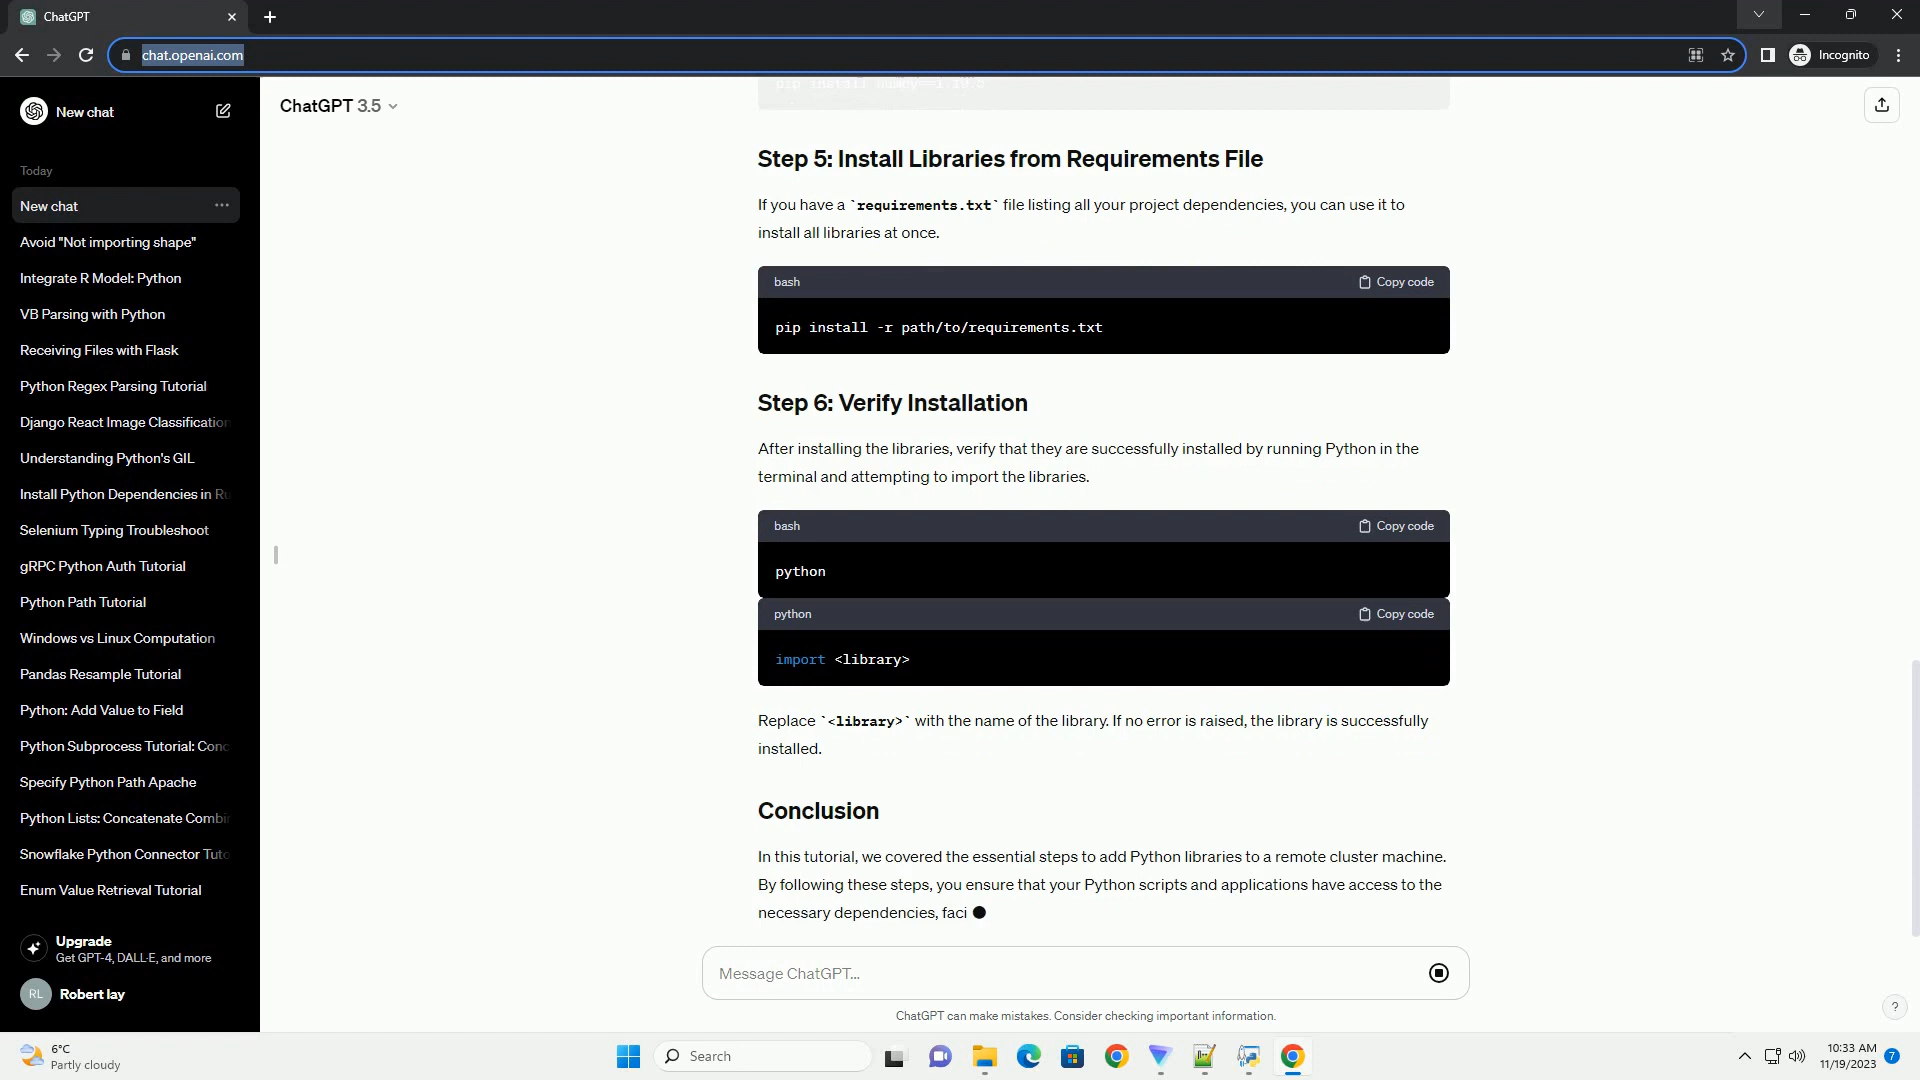 ChatGPT
chat.openai.com
Incognito
New chat
Today
New chat
Avoid "Not importing shape"
Integrate R Model: Python
VB Parsing with Python
Receiving Files with Flask
Python Regex Parsing Tutorial
Django React Image Classification
Understanding Python's GIL
Install Python Dependencies in Ru
Selenium Typing Troubleshoot
gRPC Python Auth Tutorial
Python Path Tutorial
Windows vs Linux Computation
Pandas Resample Tutorial
Python: Add Value to Field
Python Subprocess Tutorial: Conc
Specify Python Path Apache
Python Lists: Concatenate Combin
Snowflake Python Connector Tuto
Enum Value Retrieval Tutorial
Upgrade
Get GPT-4, DALL·E, and more
RL
Robert lay
ChatGPT 3.5
Step 5: Install Libraries from Requirements File
If you have a `requirements.txt` file listing all your project dependencies, you can use it to
install all libraries at once.
bash
Copy code
pip install -r path/to/requirements.txt
Step 6: Verify Installation
After installing the libraries, verify that they are successfully installed by running Python in the
terminal and attempting to import the libraries.
bash
Copy code
python
python
Copy code
import <library>
Replace `<library>` with the name of the library. If no error is raised, the library is successfully
installed.
Conclusion
In this tutorial, we covered the essential steps to add Python libraries to a remote cluster machine.
By following these steps, you ensure that your Python scripts and applications have access to the
necessary dependencies, faci
Message ChatGPT...
ChatGPT can make mistakes. Consider checking important information.
?
6°C
Partly cloudy
Search
10:33 AM
11/19/2023
7